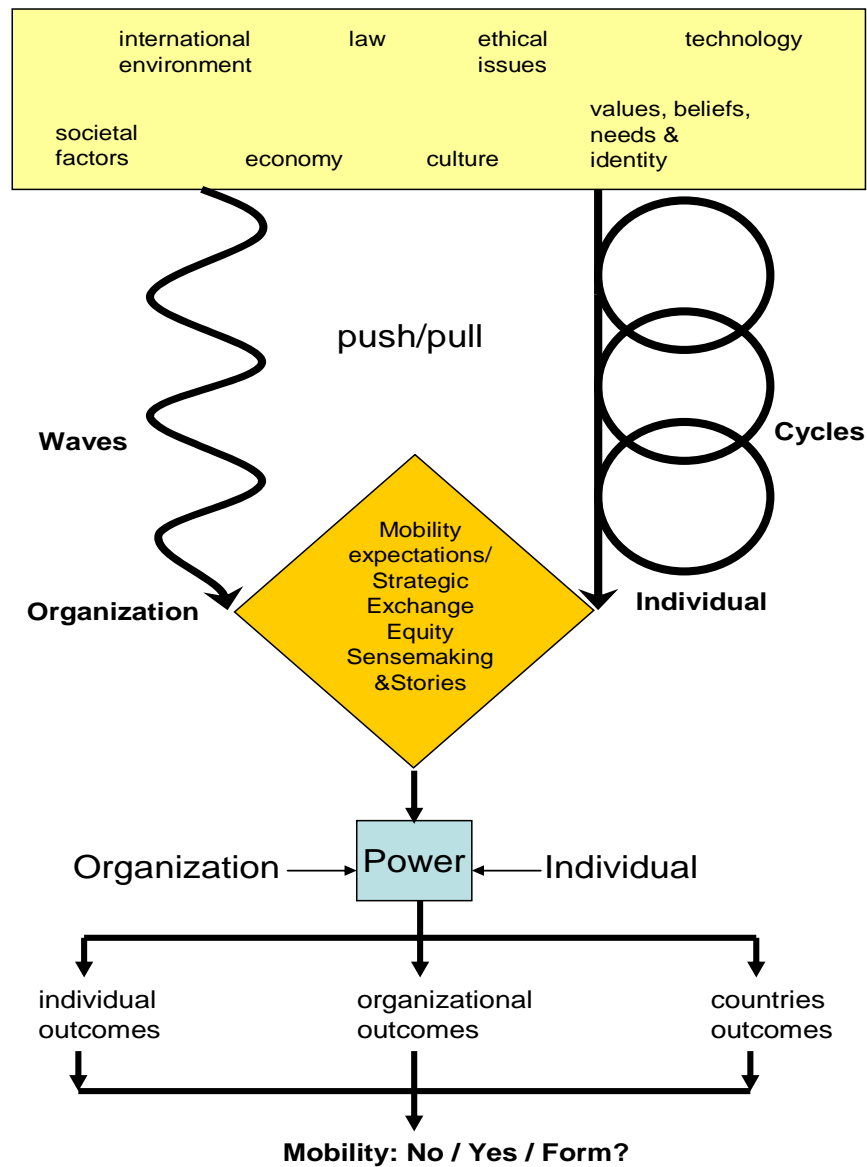 international environment
law
ethical issues
technology
societal factors
economy
culture
values, beliefs, needs & identity
push/pull
Waves
Cycles
Organization
Individual
Mobility
expectations/
Strategic
Exchange
Equity
Sensemaking
&Stories
Organization
Power
Individual
individual
outcomes
organizational
outcomes
countries
outcomes
Mobility: No / Yes / Form?